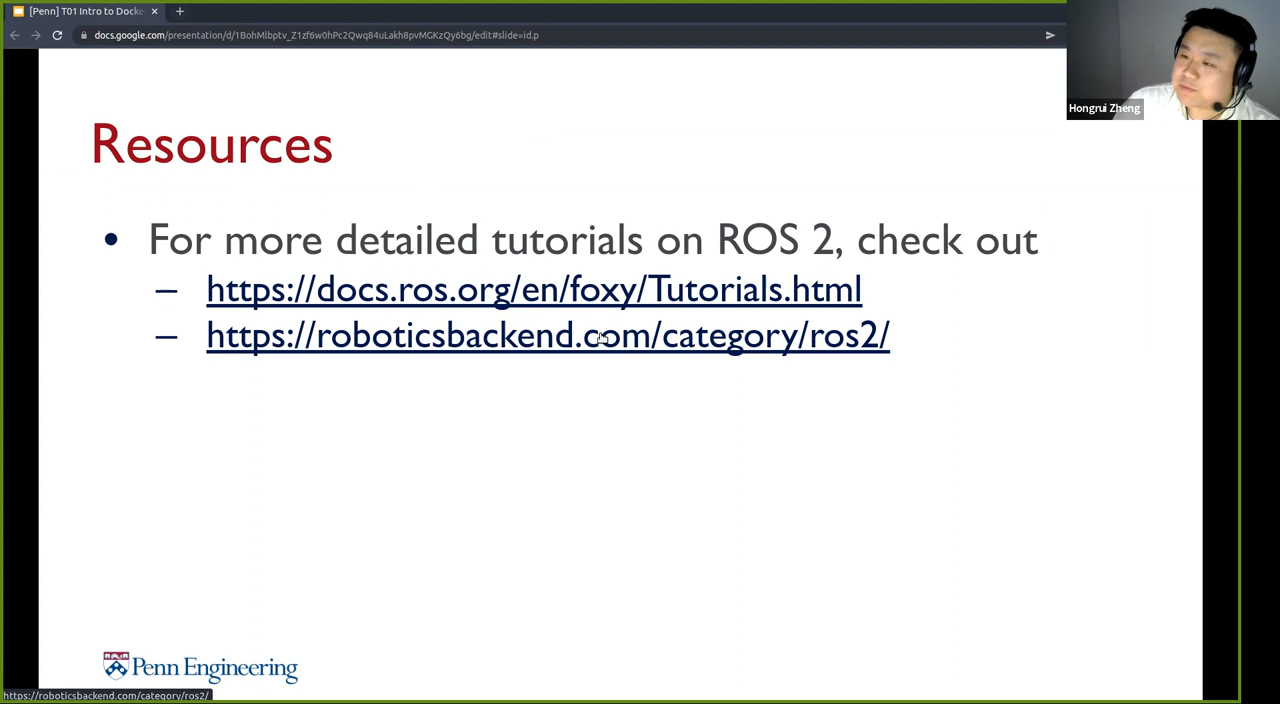 [Penn] T01 Intro to Docke
docs.google.com/presentation/d/1BohMlbptv_Z1zf6w0hPc2Qwq84uLakh8pvMGKzQy6bg/edit#slide=id.p
Hongrui Zheng
Resources
• For more detailed tutorials on ROS 2, check out
– https://docs.ros.org/en/foxy/Tutorials.html
– https://roboticsbackend.com/category/ros2/
Penn Engineering
https://roboticsbackend.com/category/ros2/